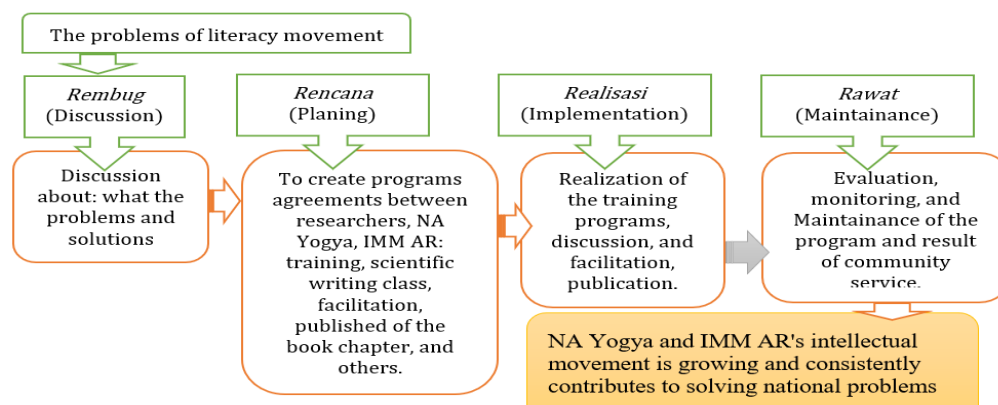 The problems of literacy movement
Rembug
(Discussion)
Discussion
about: what the
problems and
solutions
Rencana
(Planing)
To create programs
agreements between
researchers, NA
Yogya, IMM AR:
training, scientific
writing class,
facilitation,
published of the
book chapter, and
others.
Realisasi
(Implementation)
Realization of
the training
programs,
discussion, and
facilitation,
publication.
Rawat
(Maintainance)
Evaluation,
monitoring, and
Maintainance of the
program and result
of community
service.
NA Yogya and IMM AR's intellectual
movement is growing and consistently
contributes to solving national problems